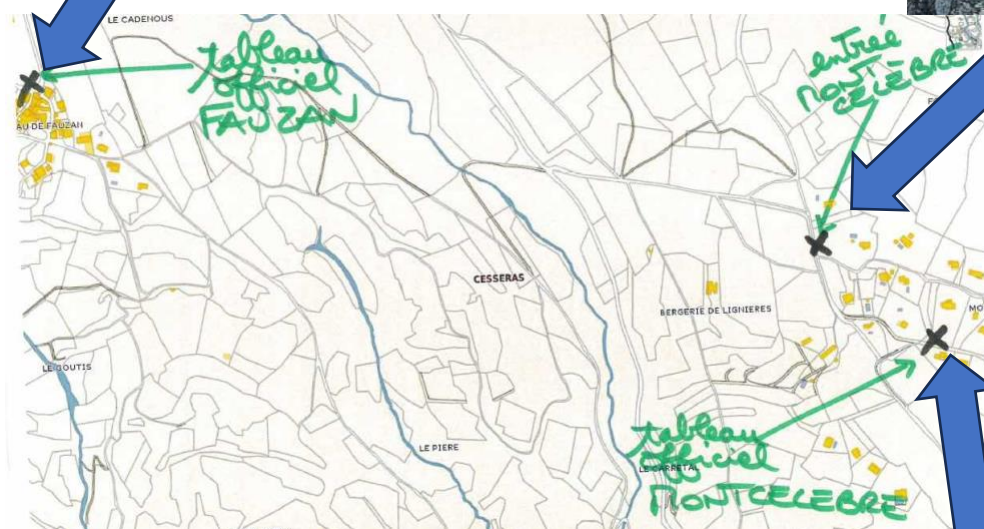 LE CADENOUS
tableau
officiel
FAUZAN
entrée
MONT
CÉLÈBRE
AU DE FAUZAN
CESSERAS
BERGERIE DE LIGNIERES
MO
LE GOUTIS
LE PIERE
LE CARRETAL
tableau
officiel
MONTCELEBRE